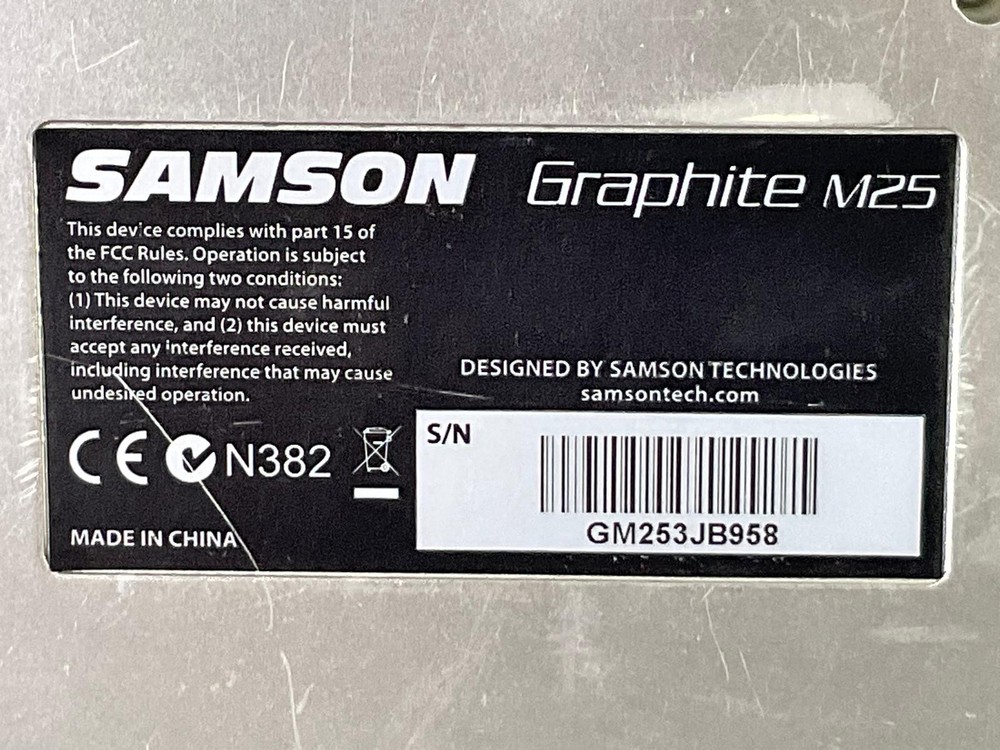 SAMSON Graphite M25
This device complies with part 15 of
the FCC Rules. Operation is subject
to the following two conditions:
(1) This device may not cause harmful
interference, and (2) this device must
accept any interference received,
including interference that may cause
undesired operation.
DESIGNED BY SAMSON TECHNOLOGIES
samsontech.com
CE N382
S/N
GM253JB958
MADE IN CHINA